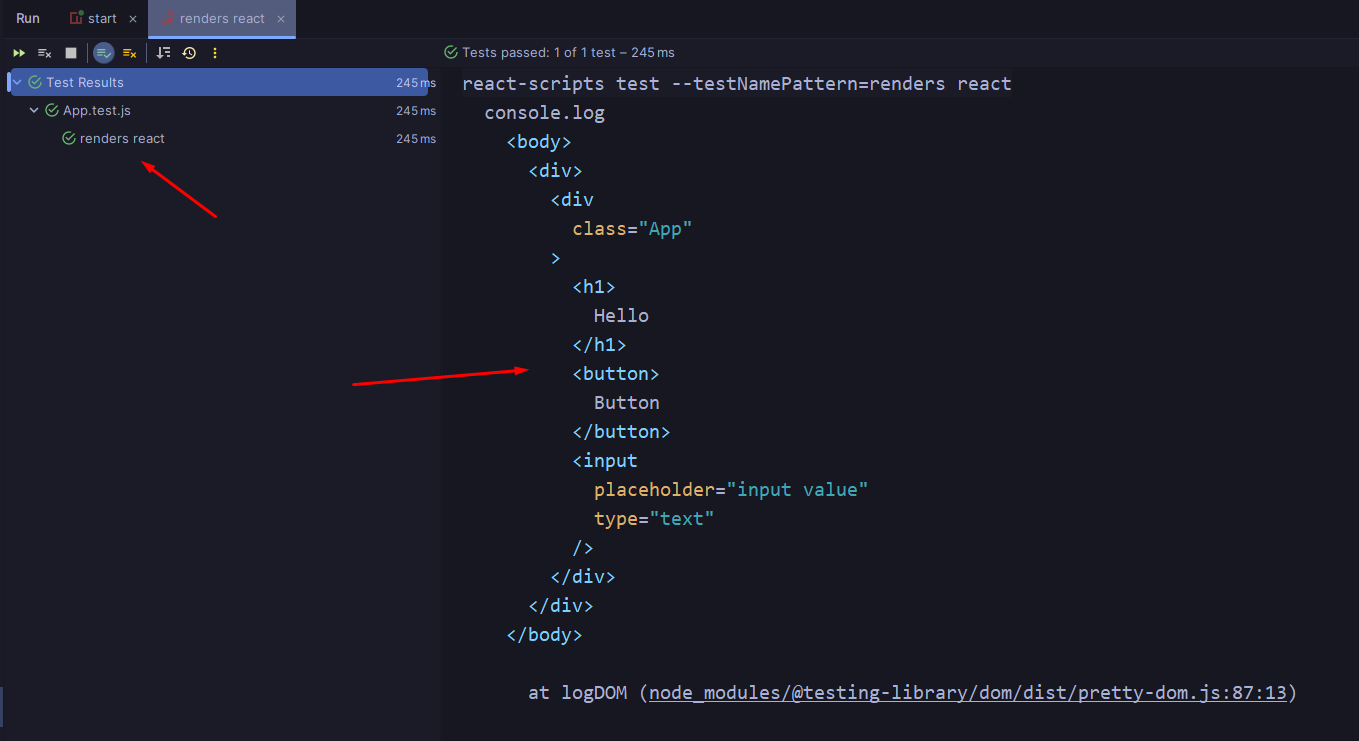 Run start × renders react ×
Tests passed: 1 of 1 test – 245 ms
Test Results 245 ms
App.test.js 245 ms
renders react 245 ms
react-scripts test --testNamePattern=renders react
console.log
<body>
<div>
<div
class="App"
>
<h1>
Hello
</h1>
<button>
Button
</button>
<input
placeholder="input value"
type="text"
/>
</div>
</div>
</body>
at logDOM (node_modules/@testing-library/dom/dist/pretty-dom.js:87:13)